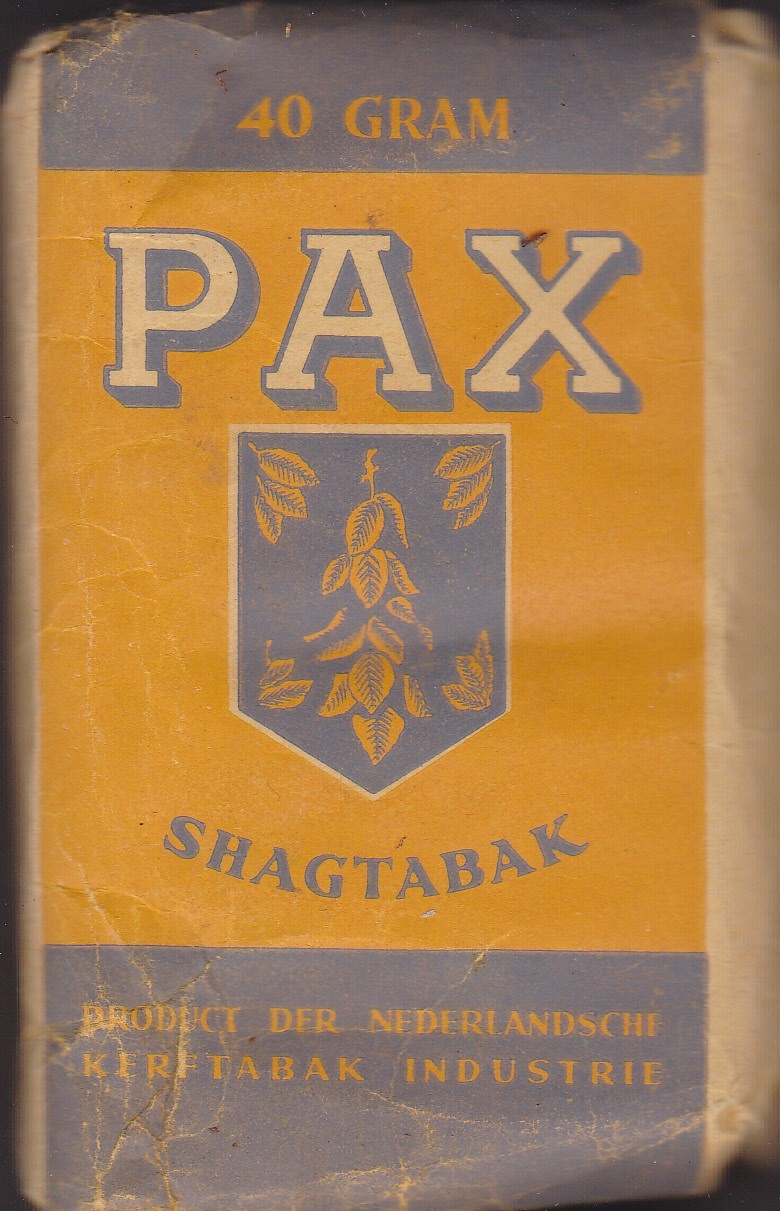 40 GRAM
PAX
SHAGTABAK
PRODUCT DER NEDERLANDSCHE
KERFTABAK INDUSTRIE